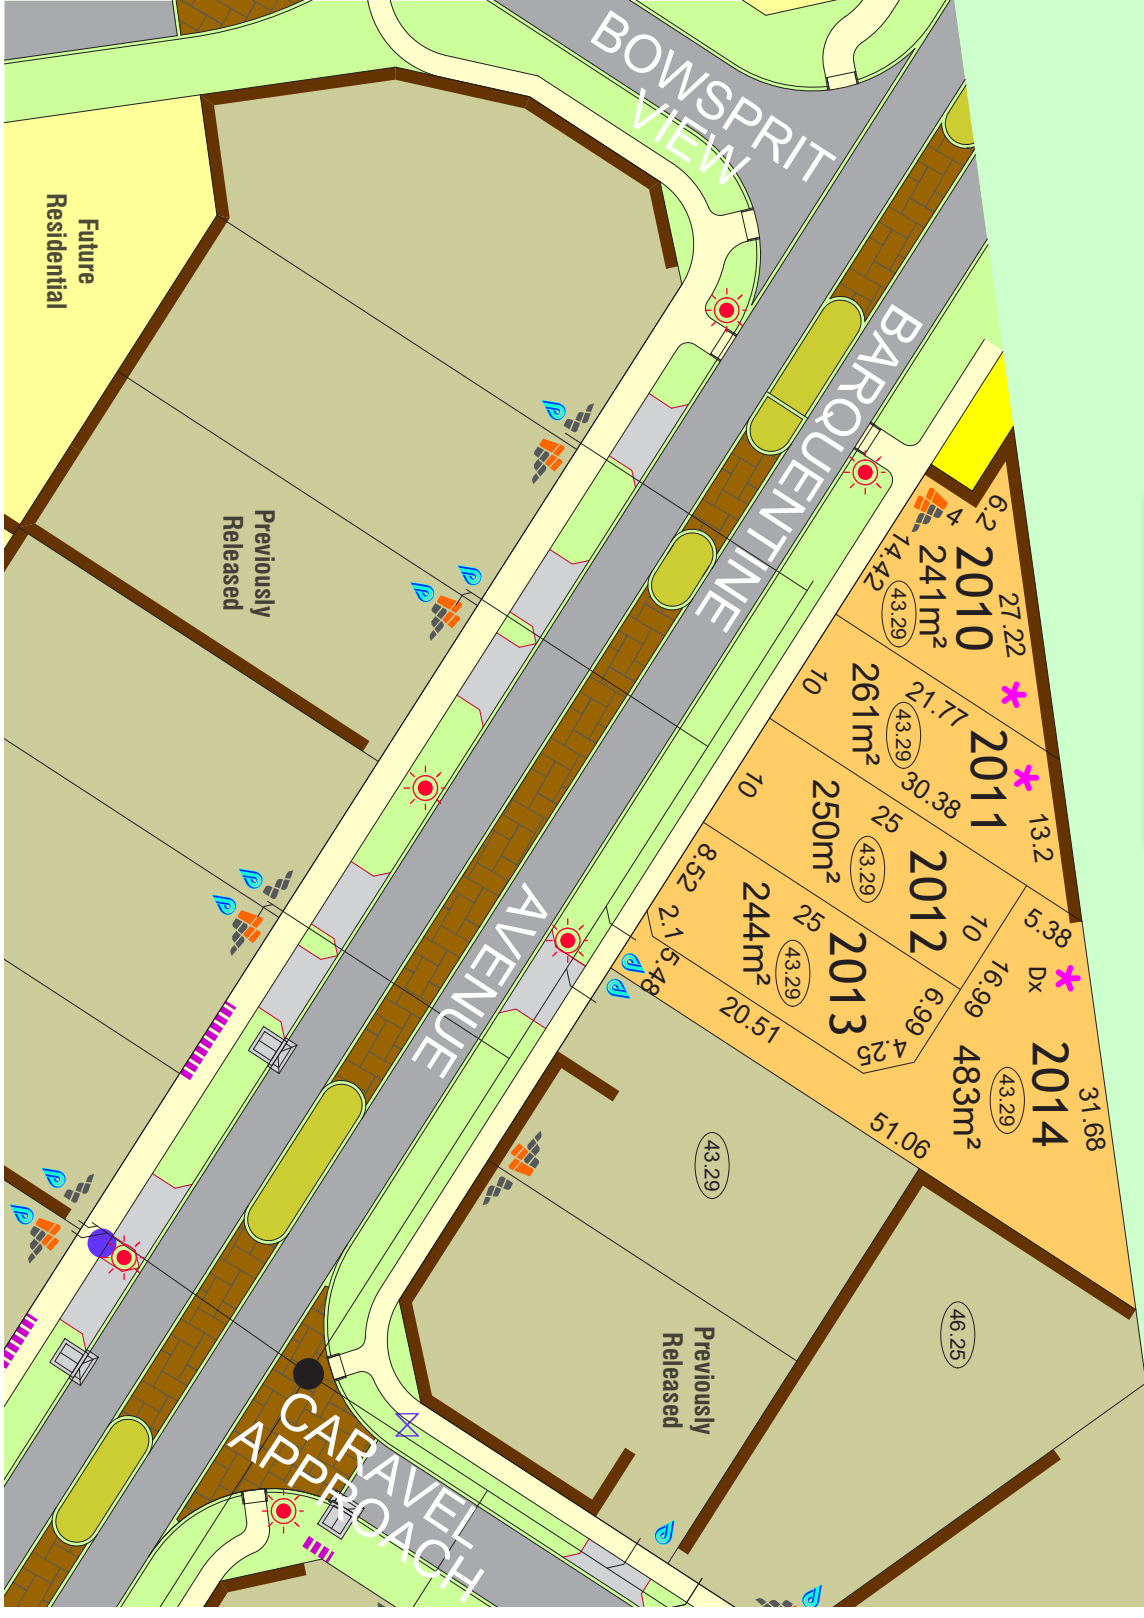 BOWSPRIT
VIEW
BARQUENTINE
AVENUE
CARAVEL
APPROACH
Future
Residential
Previously
Released
Previously
Released
6.2
4
14.42
2010
241m²
43.29
27.22
21.77
2011
261m²
43.29
10
30.38
13.2
2012
250m²
43.29
10
25
10
2013
244m²
43.29
8.52
25
2.1
5.48
20.51
4.25
6.99
16.99
5.38
Dx
2014
483m²
43.29
31.68
51.06
43.29
46.25